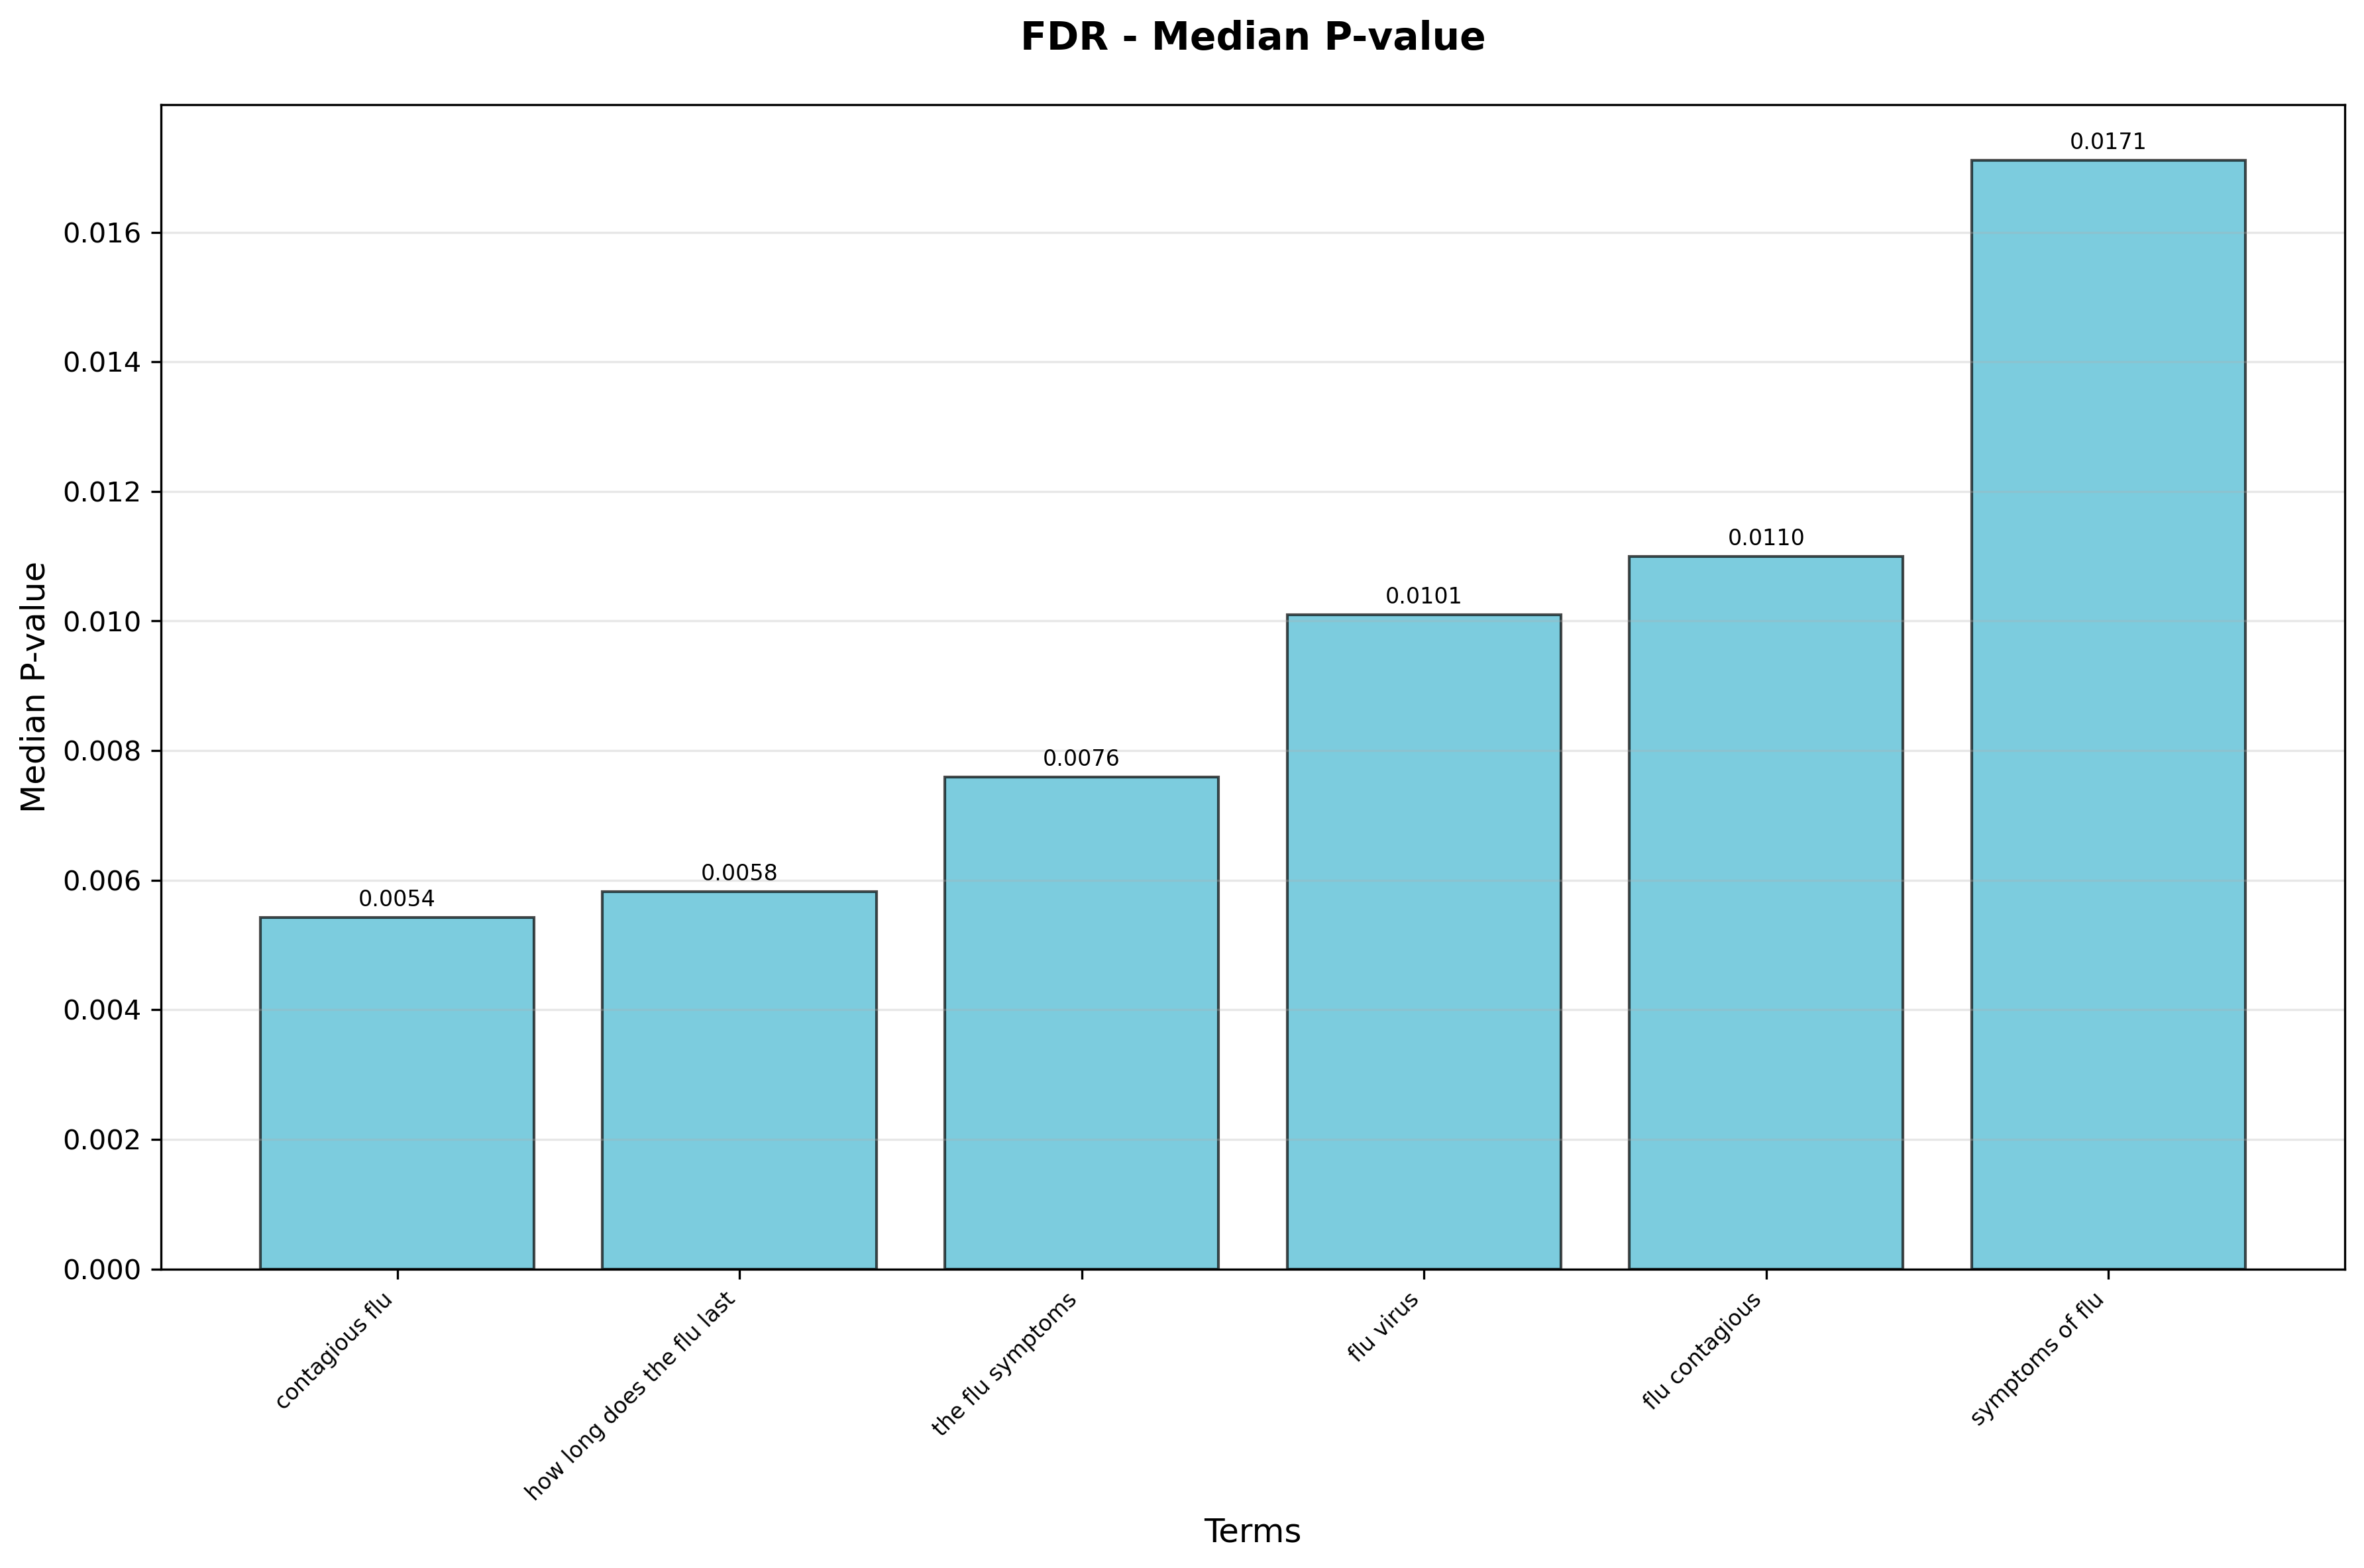 FDR - Median P-value
Median P-value
0.016
0.014
0.012
0.010
0.008
0.006
0.004
0.002
0.000
0.0054
0.0058
0.0076
0.0101
0.0110
0.0171
contagious flu
how long does the flu last
the flu symptoms
flu virus
flu contagious
symptoms of flu
Terms